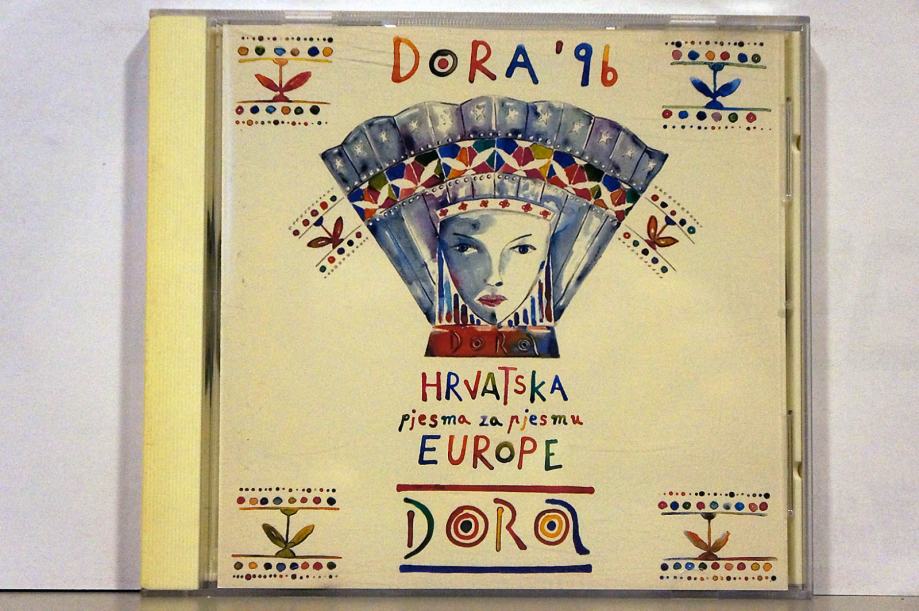 DORA '96
DORA
HRVATSKA
pjesma za pjesmu
EUROPE
DORA